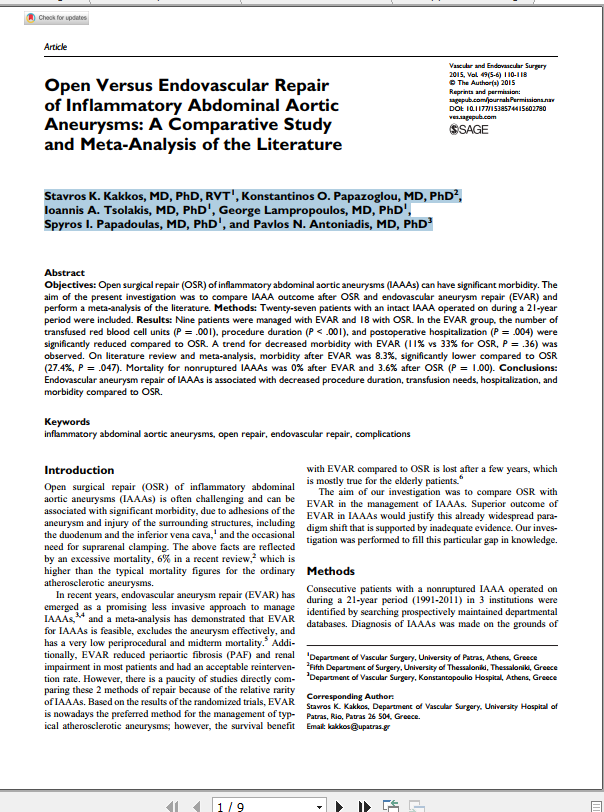 Check for updates
Article
Vascular and Endovascular Surgery
2015, Vol. 49(5-6) 110-118
© The Author(s) 2015
Reprints and permission:
sagepub.com/journalsPermissions.nav
DOI: 10.1177/1538574415602780
ves.sagepub.com
SAGE
Open Versus Endovascular Repair
of Inflammatory Abdominal Aortic
Aneurysms: A Comparative Study
and Meta-Analysis of the Literature
Stavros K. Kakkos, MD, PhD, RVT1, Konstantinos O. Papazoglou, MD, PhD2,
Ioannis A. Tsolakis, MD, PhD1, George Lampropoulos, MD, PhD1,
Spyros I. Papadoulas, MD, PhD1, and Pavlos N. Antoniadis, MD, PhD3
Abstract
Objectives: Open surgical repair (OSR) of inflammatory abdominal aortic aneurysms (IAAAs) can have significant morbidity. The
aim of the present investigation was to compare IAAA outcome after OSR and endovascular aneurysm repair (EVAR) and
perform a meta-analysis of the literature. Methods: Twenty-seven patients with an intact IAAA operated on during a 21-year
period were included. Results: Nine patients were managed with EVAR and 18 with OSR. In the EVAR group, the number of
transfused red blood cell units (P = .001), procedure duration (P < .001), and postoperative hospitalization (P = .004) were
significantly reduced compared to OSR. A trend for decreased morbidity with EVAR (11% vs 33% for OSR, P = .36) was
observed. On literature review and meta-analysis, morbidity after EVAR was 8.3%, significantly lower compared to OSR
(27.4%, P = .047). Mortality for nonruptured IAAAs was 0% after EVAR and 3.6% after OSR (P = 1.00). Conclusions:
Endovascular aneurysm repair of IAAAs is associated with decreased procedure duration, transfusion needs, hospitalization, and
morbidity compared to OSR.
Keywords
inflammatory abdominal aortic aneurysms, open repair, endovascular repair, complications
Introduction
Open surgical repair (OSR) of inflammatory abdominal
aortic aneurysms (IAAAs) is often challenging and can be
associated with significant morbidity, due to adhesions of the
aneurysm and injury of the surrounding structures, including
the duodenum and the inferior vena cava,1 and the occasional
need for suprarenal clamping. The above facts are reflected
by an excessive mortality, 6% in a recent review,2 which is
higher than the typical mortality figures for the ordinary
atherosclerotic aneurysms.
In recent years, endovascular aneurysm repair (EVAR) has
emerged as a promising less invasive approach to manage
IAAAs,3,4 and a meta-analysis has demonstrated that EVAR
for IAAAs is feasible, excludes the aneurysm effectively, and
has a very low periprocedural and midterm mortality.5 Addi-
tionally, EVAR reduced periaortic fibrosis (PAF) and renal
impairment in most patients and had an acceptable reinterven-
tion rate. However, there is a paucity of studies directly com-
paring these 2 methods of repair because of the relative rarity
of IAAAs. Based on the results of the randomized trials, EVAR
is nowadays the preferred method for the management of typ-
ical atherosclerotic aneurysms; however, the survival benefit
with EVAR compared to OSR is lost after a few years, which
is mostly true for the elderly patients.6
The aim of our investigation was to compare OSR with
EVAR in the management of IAAAs. Superior outcome of
EVAR in IAAAs would justify this already widespread para-
digm shift that is supported by inadequate evidence. Our inves-
tigation was performed to fill this particular gap in knowledge.
Methods
Consecutive patients with a nonruptured IAAA operated on
during a 21-year period (1991-2011) in 3 institutions were
identified by searching prospectively maintained departmental
databases. Diagnosis of IAAAs was made on the grounds of
1Department of Vascular Surgery, University of Patras, Athens, Greece
2Fifth Department of Surgery, University of Thessaloniki, Thessaloniki, Greece
3Department of Vascular Surgery, Konstantopoulio Hospital, Athens, Greece
Corresponding Author:
Stavros K. Kakkos, Department of Vascular Surgery, University Hospital of
Patras, Rio, Patras 26 504, Greece.
Email: kakkos@upatras.gr
1 / 9